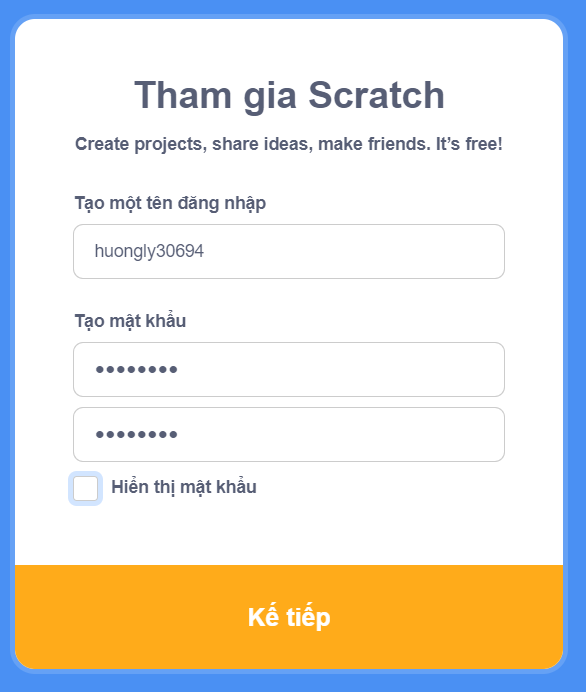 Tham gia Scratch
Create projects, share ideas, make friends. It’s free!
Tạo một tên đăng nhập
huongly30694
Tạo mật khẩu
••••••••
••••••••
Hiển thị mật khẩu
Kế tiếp